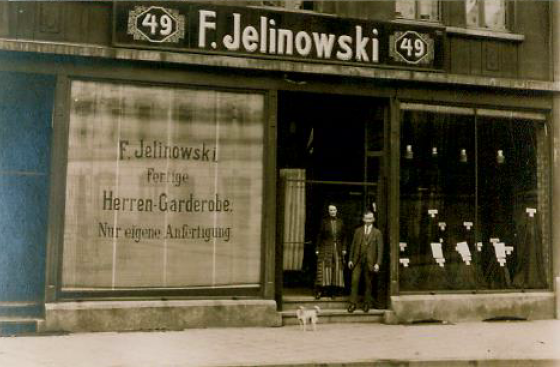 49 F. Jelinowski 49
F. Jelinowski
Fertige
Herren-Garderobe.
Nur eigene Anfertigung